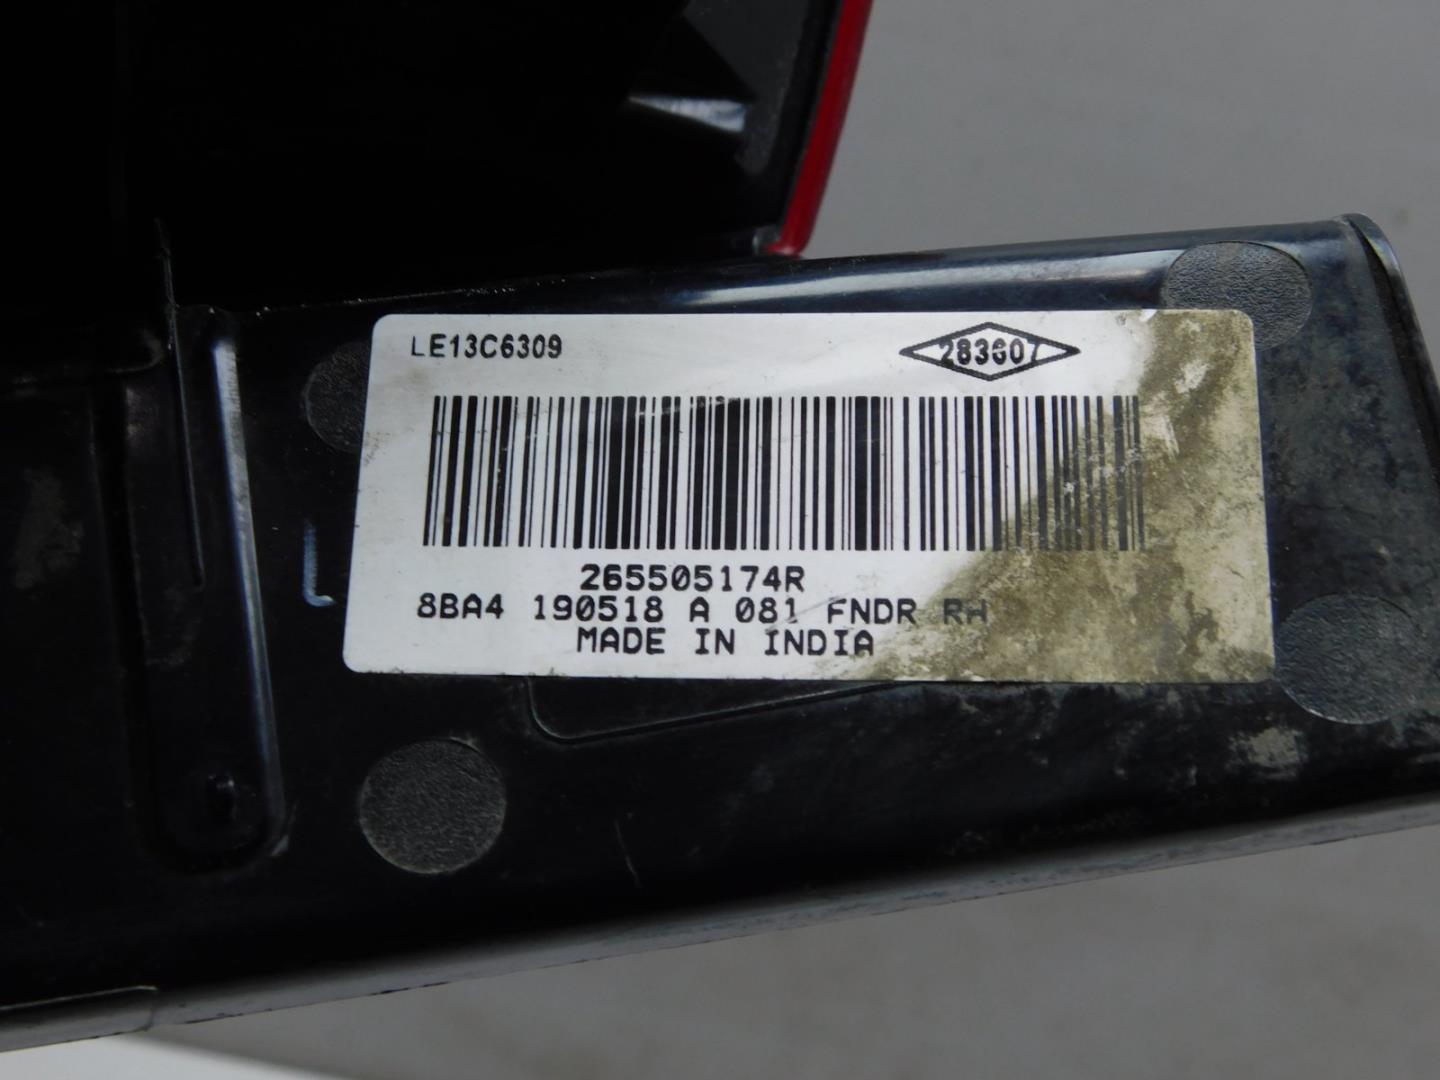 LE13C6309
283607
265505174R
8BA4 190518 A 081 FNDR RH
MADE IN INDIA